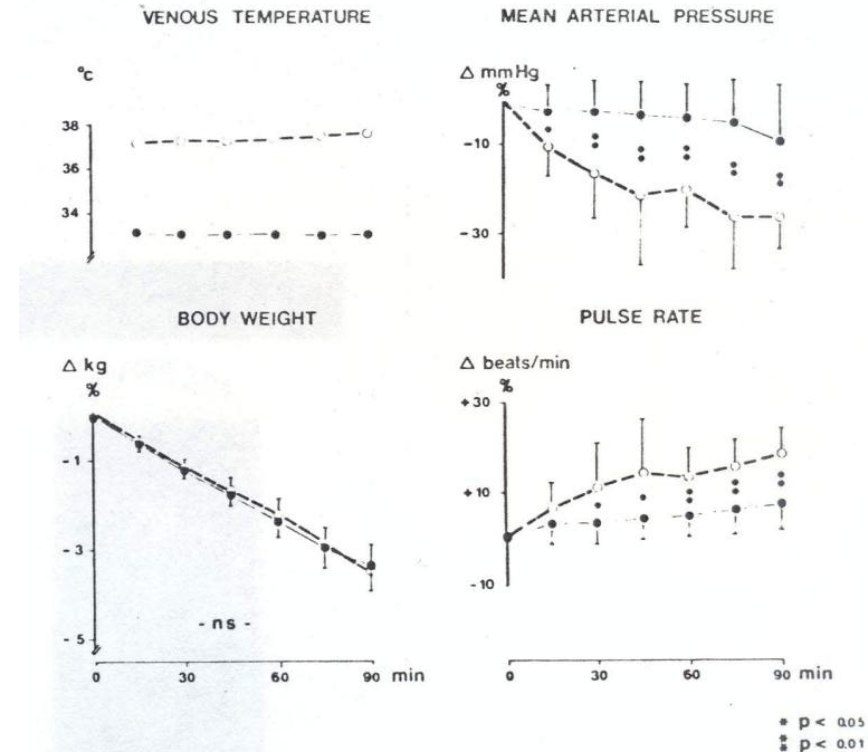 VENOUS TEMPERATURE
°C
38
36
34
MEAN ARTERIAL PRESSURE
Δ mmHg
%
-10
-30
BODY WEIGHT
Δ kg
%
-1
-3
-5
- ns -
0 30 60 90 min
PULSE RATE
Δ beats/min
%
+30
+10
-10
0 30 60 90 min
* p < 0.05
** p < 0.01